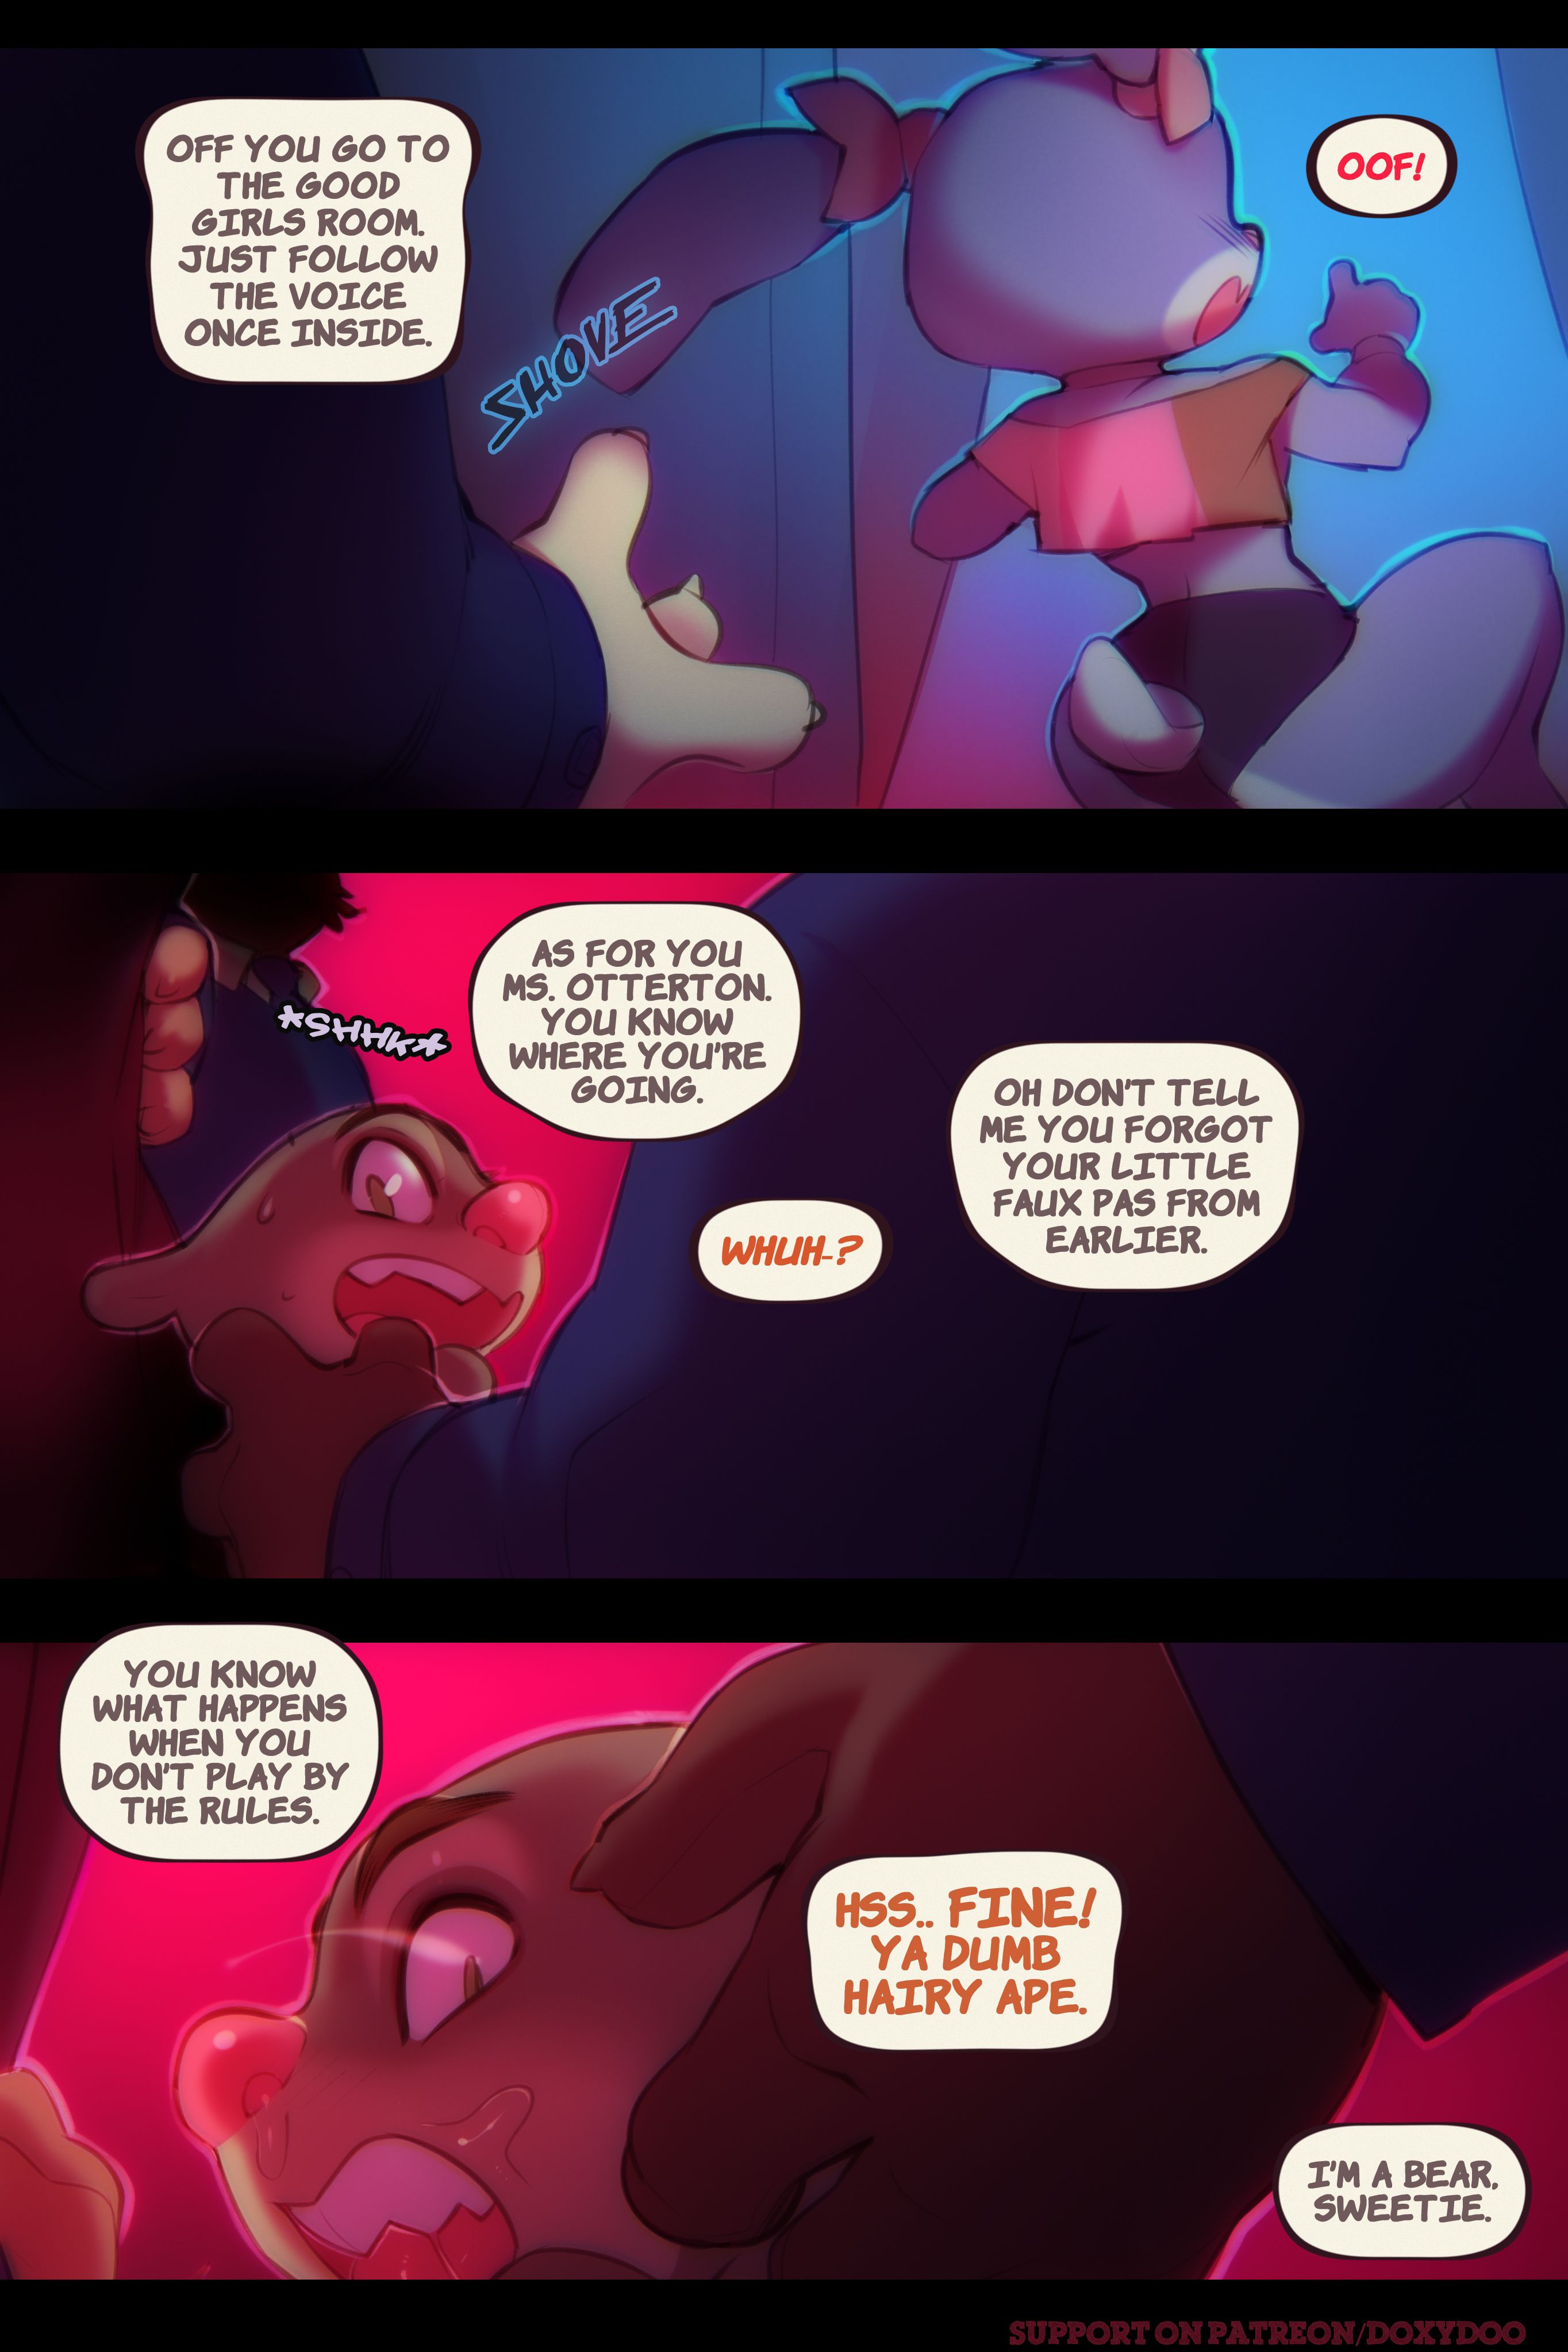 OFF YOU GO TO
THE GOOD
GIRLS ROOM.
JUST FOLLOW
THE VOICE
ONCE INSIDE.
SHOVE
OOF!
*SHHK*
AS FOR YOU
MS. OTTERTON.
YOU KNOW
WHERE YOU'RE
GOING.
WHUH-?
OH DON'T TELL
ME YOU FORGOT
YOUR LITTLE
FAUX PAS FROM
EARLIER.
YOU KNOW
WHAT HAPPENS
WHEN YOU
DON'T PLAY BY
THE RULES.
HSS.. FINE!
YA DUMB
HAIRY APE.
I'M A BEAR,
SWEETIE.
SUPPORT ON PATREON/DOXYDOO